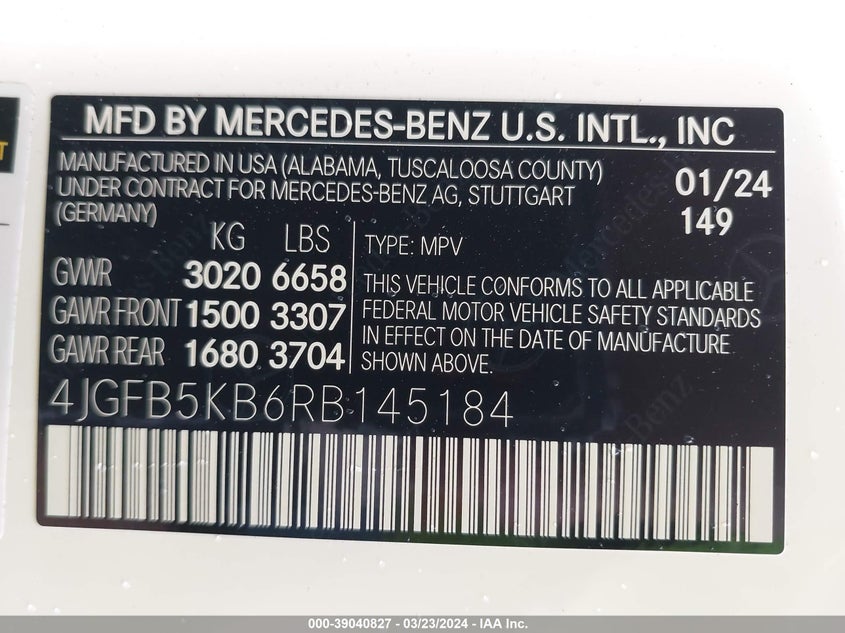 MFD BY MERCEDES-BENZ U.S. INTL., INC
MANUFACTURED IN USA (ALABAMA, TUSCALOOSA COUNTY)
UNDER CONTRACT FOR MERCEDES-BENZ AG, STUTTGART
(GERMANY)
01/24
149
KG LBS
GVWR 3020 6658
GAWR FRONT 1500 3307
GAWR REAR 1680 3704
TYPE: MPV
THIS VEHICLE CONFORMS TO ALL APPLICABLE
FEDERAL MOTOR VEHICLE SAFETY STANDARDS
IN EFFECT ON THE DATE OF MANUFACTURE
SHOWN ABOVE.
4JGFB5KB6RB145184
000-39040827 - 03/23/2024 - IAA Inc.